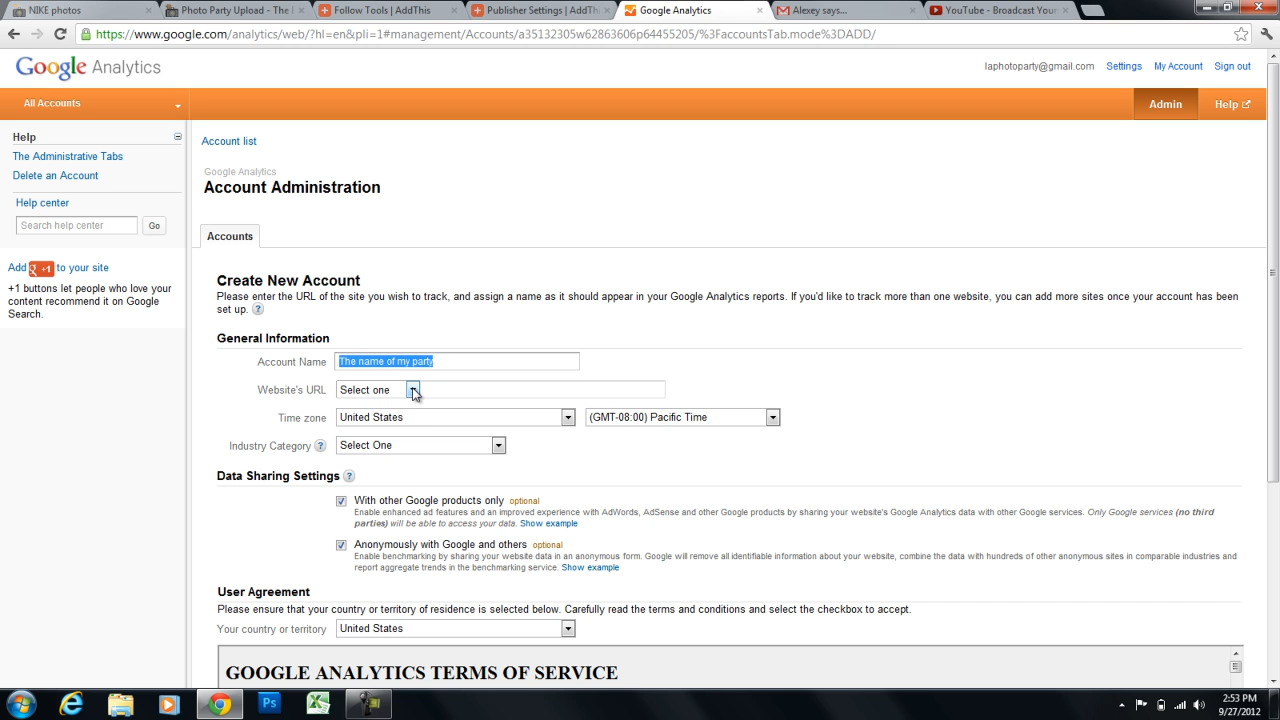 NIKE photos
Photo Party Upload - The
Follow Tools | AddThis
Publisher Settings | AddTh
Google Analytics
Alexey says...
YouTube - Broadcast Your
https://www.google.com/analytics/web/?hl=en&pli=1#management/Accounts/a35132305w62863606p64455205/%3FaccountsTab.mode%3DADD/
Google Analytics
laphotoparty@gmail.com Settings My Account Sign out
All Accounts
Admin Help
Help
The Administrative Tabs
Delete an Account
Help center
Search help center Go
Add +1 to your site
+1 buttons let people who love your
content recommend it on Google
Search.
Account list
Google Analytics
Account Administration
Accounts
Create New Account
Please enter the URL of the site you wish to track, and assign a name as it should appear in your Google Analytics reports. If you'd like to track more than one website, you can add more sites once your account has been
set up. ?
General Information
Account Name The name of my party
Website's URL Select one
Time zone United States (GMT-08:00) Pacific Time
Industry Category ? Select One
Data Sharing Settings ?
With other Google products only optional
Enable enhanced ad features and an improved experience with AdWords, AdSense and other Google products by sharing your website's Google Analytics data with other Google services. Only Google services (no third
parties) will be able to access your data. Show example
Anonymously with Google and others optional
Enable benchmarking by sharing your website data in an anonymous form. Google will remove all identifiable information about your website, combine the data with hundreds of other anonymous sites in comparable industries and
report aggregate trends in the benchmarking service. Show example
User Agreement
Please ensure that your country or territory of residence is selected below. Carefully read the terms and conditions and select the checkbox to accept.
Your country or territory United States
GOOGLE ANALYTICS TERMS OF SERVICE
Ps
2:53 PM
9/27/2012